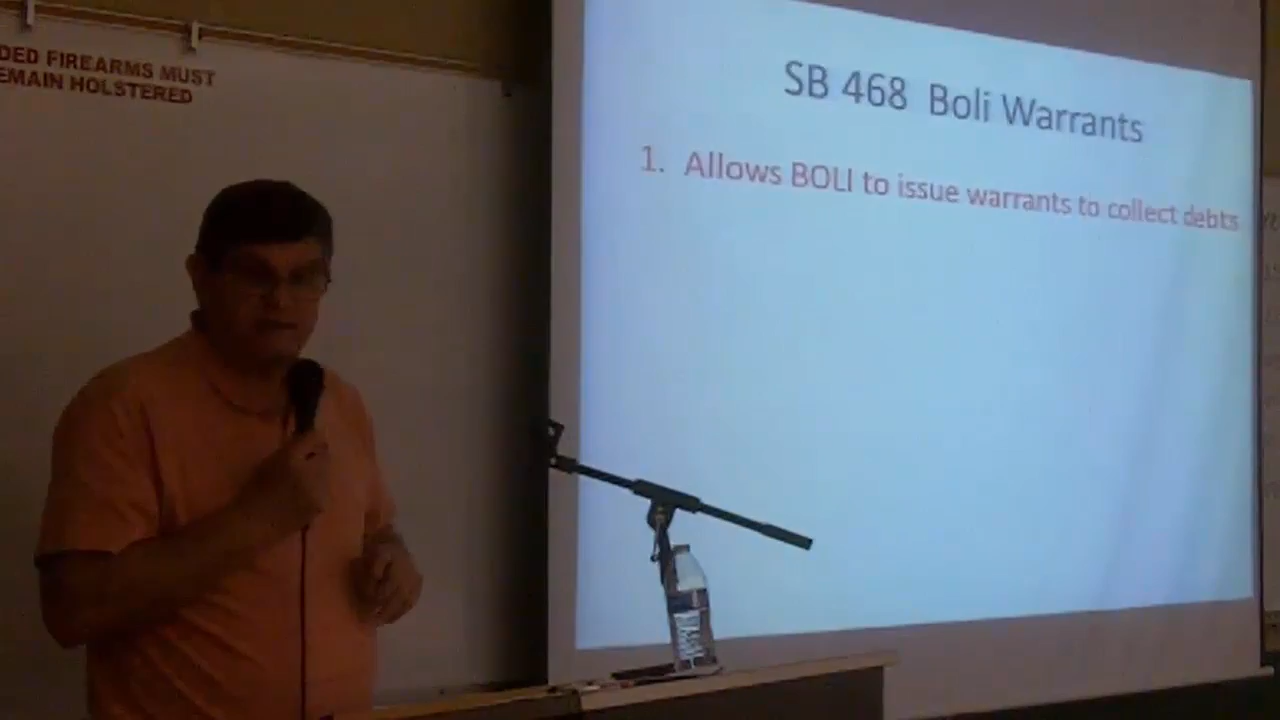 DED FIREARMS MUST
EMAIN HOLSTERED
SB 468 Boli Warrants
1. Allows BOLI to issue warrants to collect debts